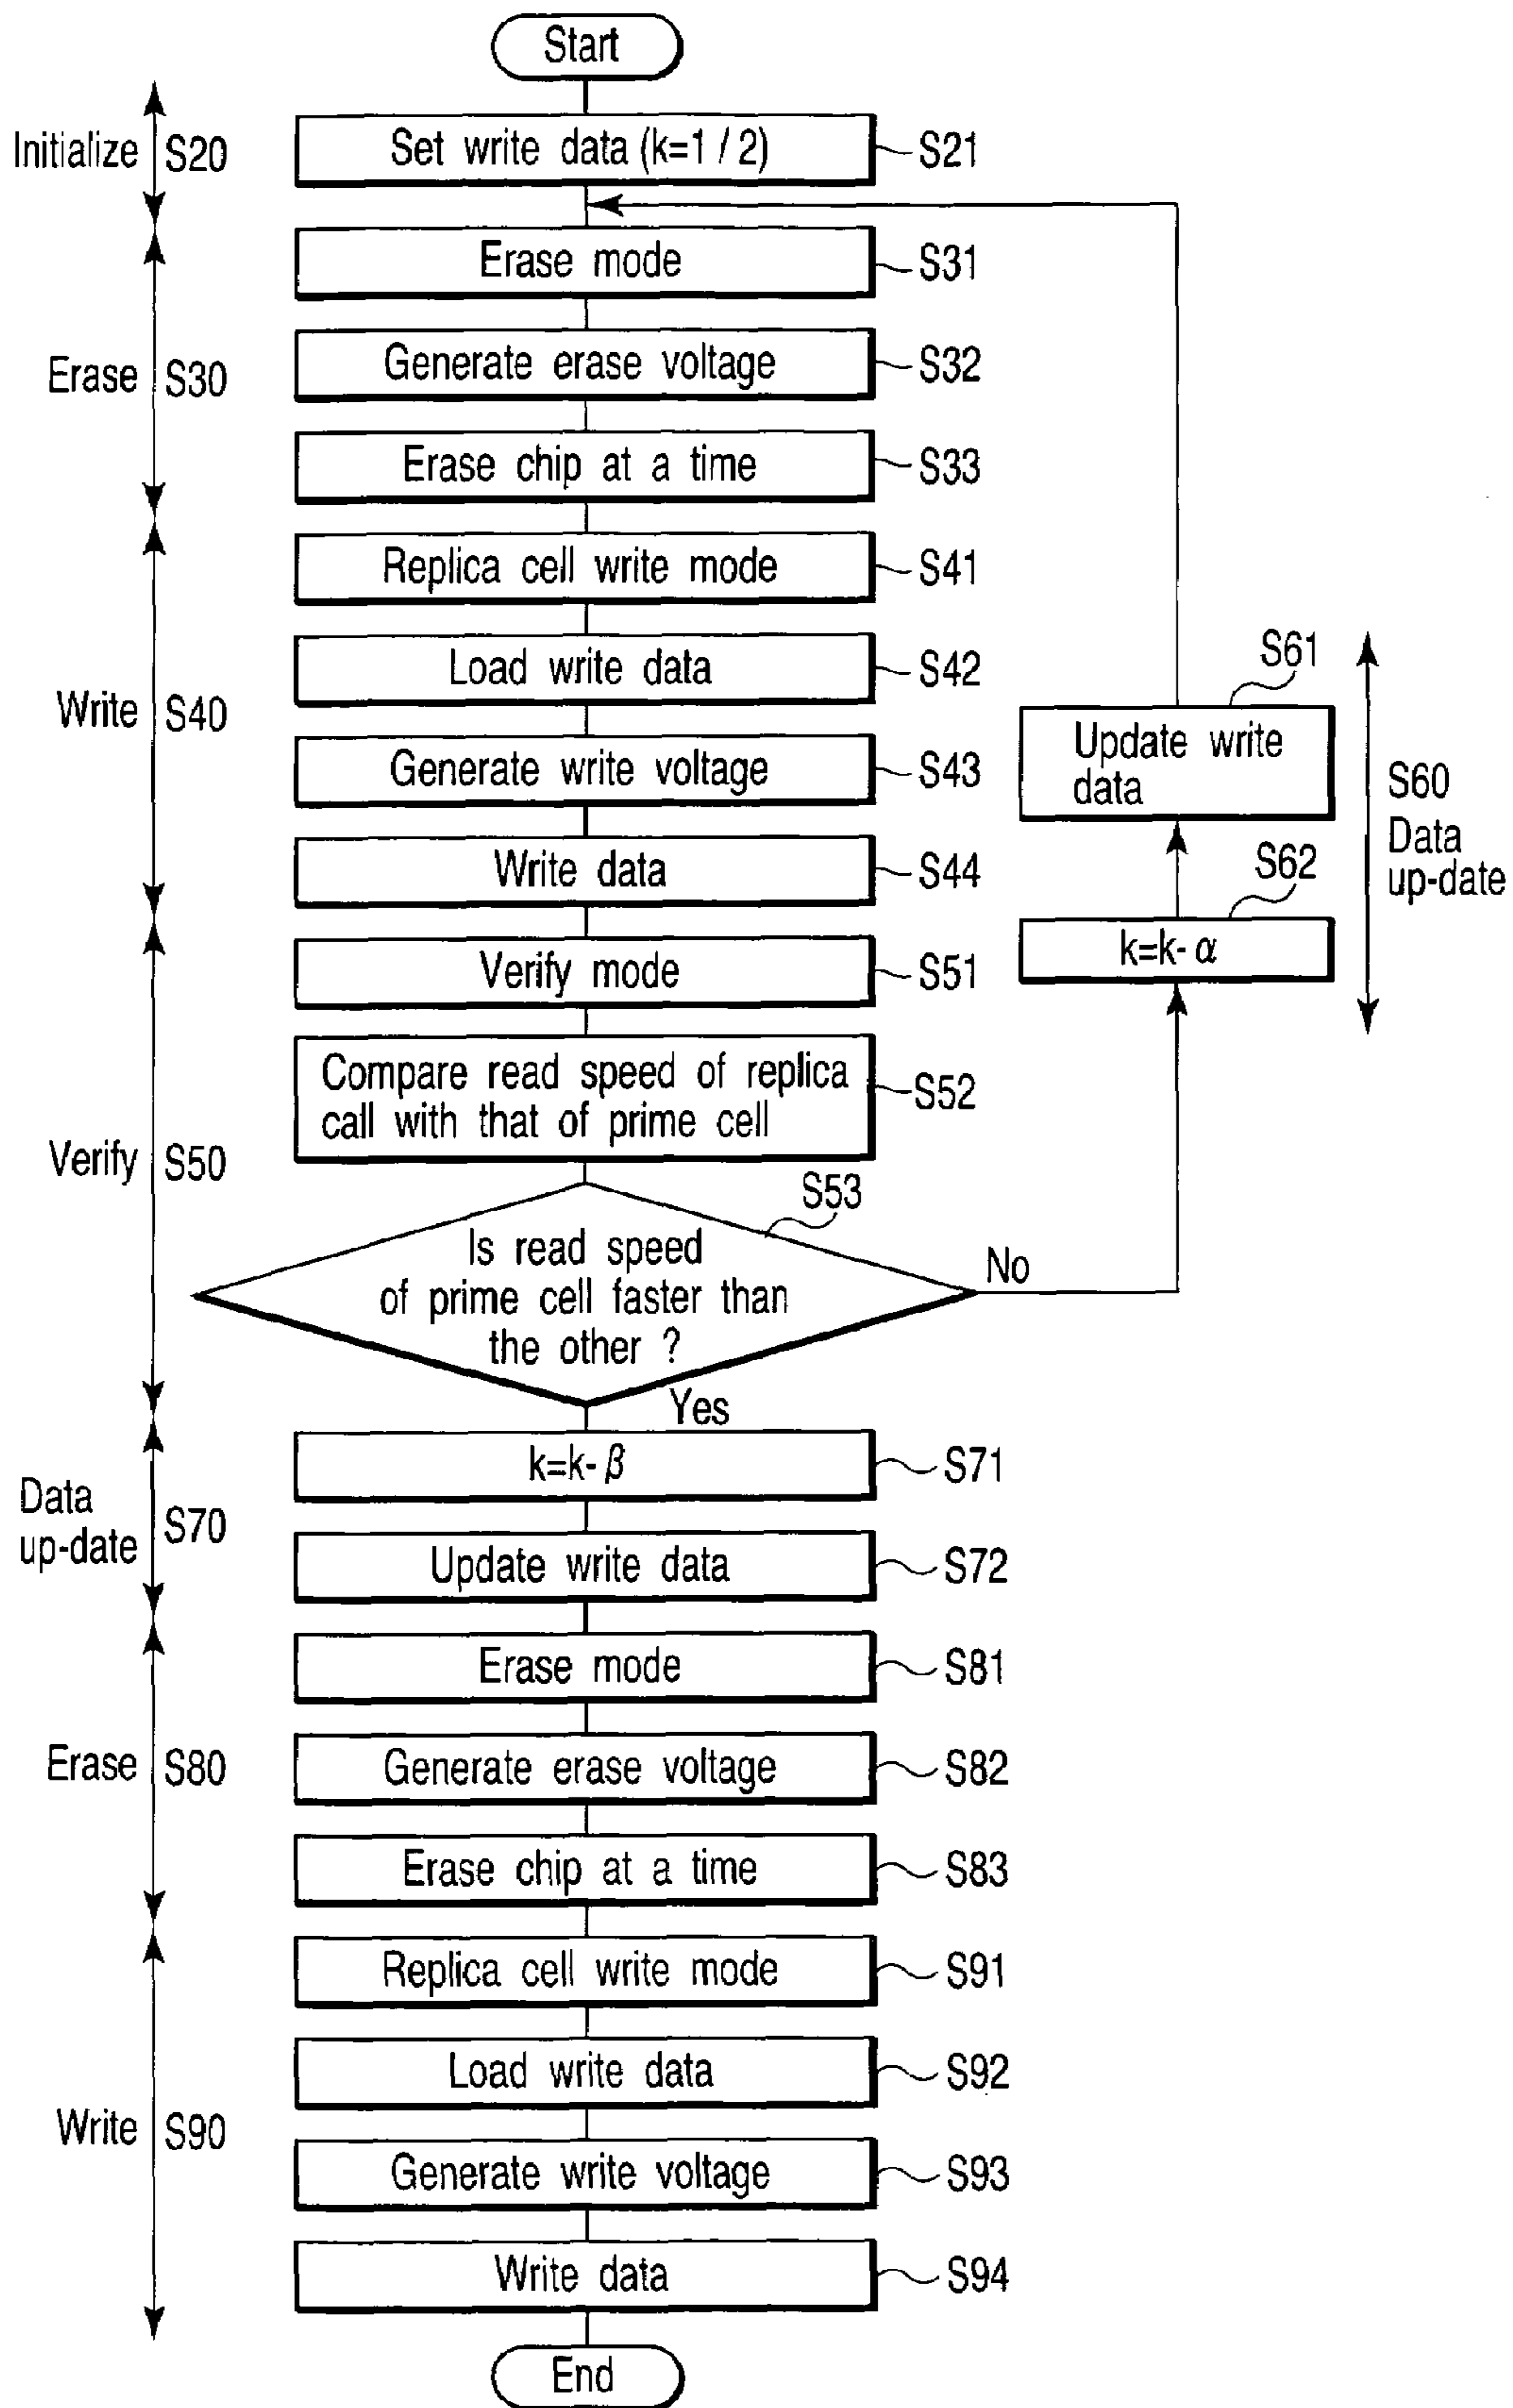 Start
Initialize
S20
Set write data (k=1/2)
S21
Erase mode
S31
Erase
S30
Generate erase voltage
S32
Erase chip at a time
S33
Replica cell write mode
S41
Load write data
S42
Write
S40
Generate write voltage
S43
Write data
S44
S61
Update write
data
S60
Data
up-date
S62
k=k-α
Verify mode
S51
Compare read speed of replica
call with that of prime cell
S52
Verify
S50
S53
Is read speed
of prime cell faster than
the other ?
No
Yes
k=k-β
S71
Data
up-date
S70
Update write data
S72
Erase mode
S81
Erase
S80
Generate erase voltage
S82
Erase chip at a time
S83
Replica cell write mode
S91
Load write data
S92
Write
S90
Generate write voltage
S93
Write data
S94
End